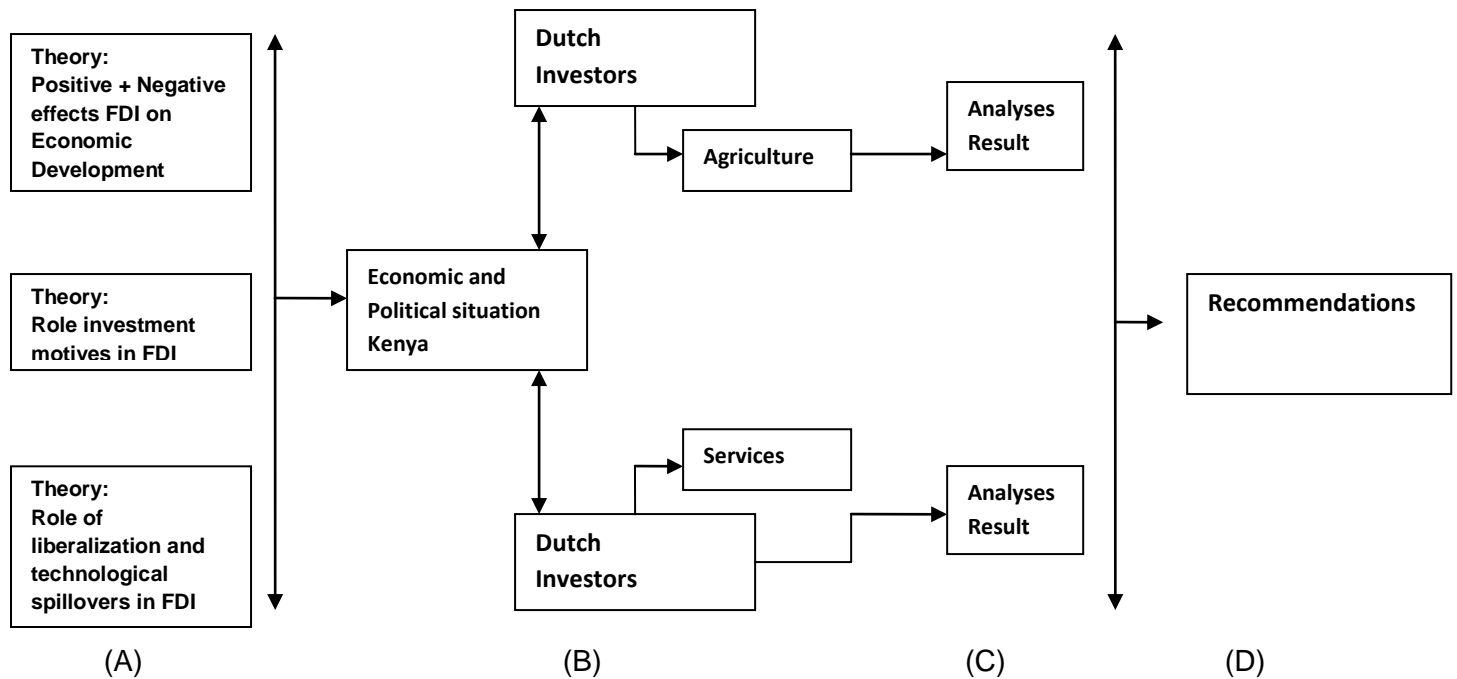 Theory:
Positive + Negative
effects FDI on
Economic
Development
Theory:
Role investment
motives in FDI
Theory:
Role of
liberalization and
technological
spillovers in FDI
(A)
Economic and
Political situation
Kenya
Dutch
Investors
Agriculture
Services
Dutch
Investors
(B)
Analyses
Result
Analyses
Result
(C)
Recommendations
(D)